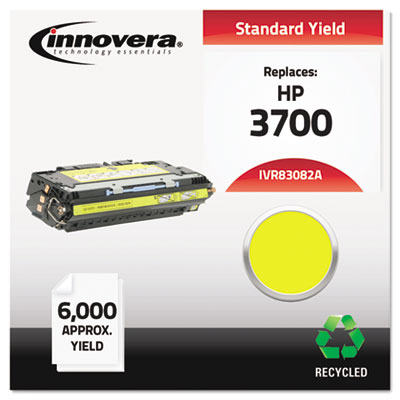 innovera
technology essentials
Standard Yield
Replaces:
HP
3700
IVR83082A
6,000
APPROX.
YIELD
RECYCLED